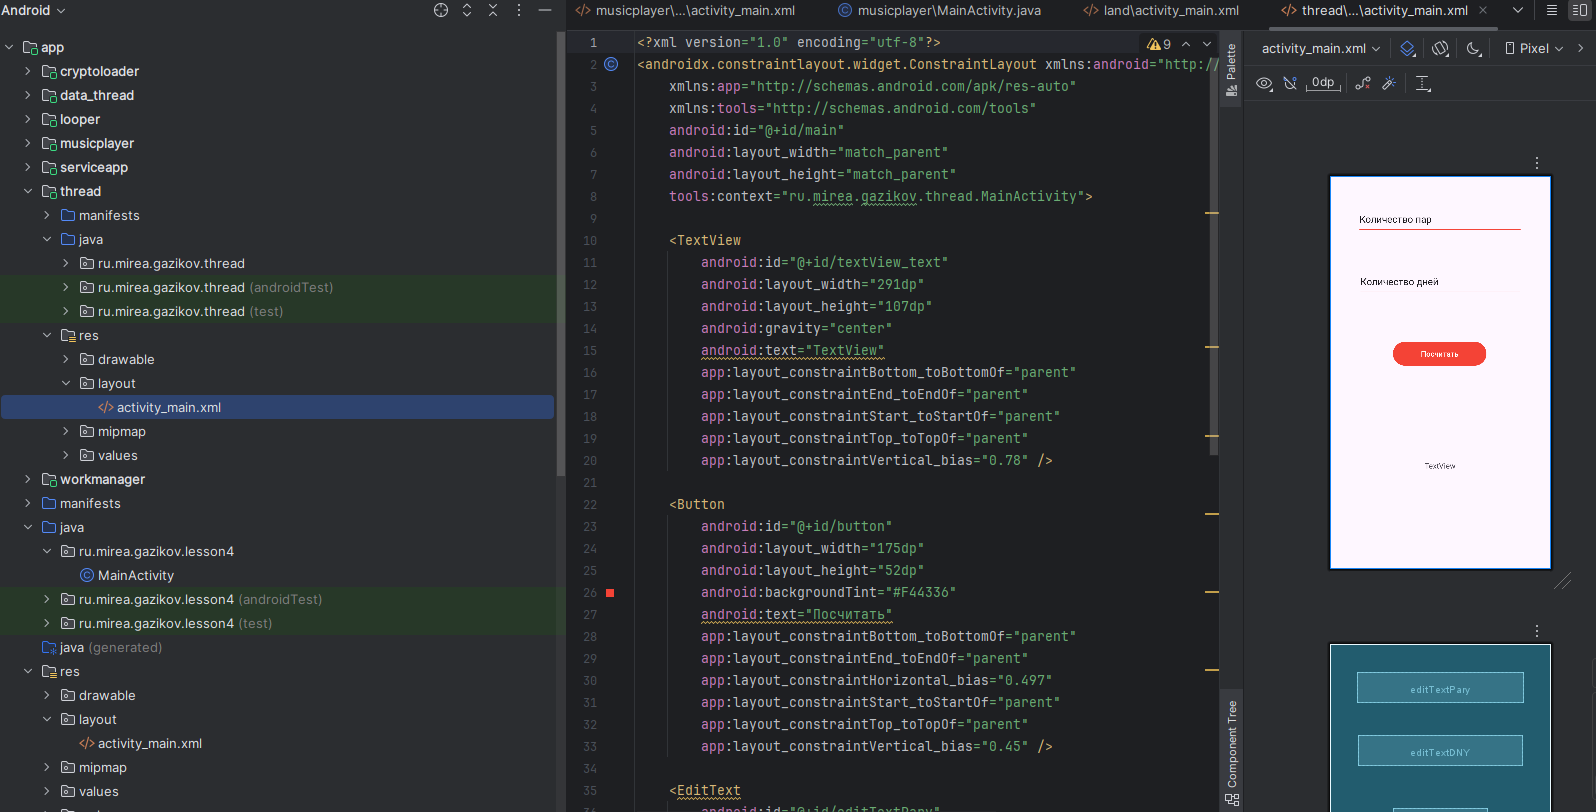 Android
app
cryptoloader
data_thread
looper
musicplayer
serviceapp
thread
manifests
java
ru.mirea.gazikov.thread
ru.mirea.gazikov.thread (androidTest)
ru.mirea.gazikov.thread (test)
res
drawable
layout
activity_main.xml
mipmap
values
workmanager
manifests
java
ru.mirea.gazikov.lesson4
MainActivity
ru.mirea.gazikov.lesson4 (androidTest)
ru.mirea.gazikov.lesson4 (test)
java (generated)
res
drawable
layout
activity_main.xml
mipmap
values
musicplayer\...\activity_main.xml
musicplayer\MainActivity.java
land\activity_main.xml
thread\...\activity_main.xml
9
1 <?xml version="1.0" encoding="utf-8"?>
2 <androidx.constraintlayout.widget.ConstraintLayout xmlns:android="http://
3 xmlns:app="http://schemas.android.com/apk/res-auto"
4 xmlns:tools="http://schemas.android.com/tools"
5 android:id="@+id/main"
6 android:layout_width="match_parent"
7 android:layout_height="match_parent"
8 tools:context="ru.mirea.gazikov.thread.MainActivity">
9
10 <TextView
11 android:id="@+id/textView_text"
12 android:layout_width="291dp"
13 android:layout_height="107dp"
14 android:gravity="center"
15 android:text="TextView"
16 app:layout_constraintBottom_toBottomOf="parent"
17 app:layout_constraintEnd_toEndOf="parent"
18 app:layout_constraintStart_toStartOf="parent"
19 app:layout_constraintTop_toTopOf="parent"
20 app:layout_constraintVertical_bias="0.78" />
21
22 <Button
23 android:id="@+id/button"
24 android:layout_width="175dp"
25 android:layout_height="52dp"
26 android:backgroundTint="#F44336"
27 android:text="Посчитать"
28 app:layout_constraintBottom_toBottomOf="parent"
29 app:layout_constraintEnd_toEndOf="parent"
30 app:layout_constraintHorizontal_bias="0.497"
31 app:layout_constraintStart_toStartOf="parent"
32 app:layout_constraintTop_toTopOf="parent"
33 app:layout_constraintVertical_bias="0.45" />
34
35 <EditText
android:id="@+id/editTextPary"
Palette
Component Tree
activity_main.xml
Pixel
0dp
Количество пар
Количество дней
Посчитать
TextView
editTextPary
editTextDNY